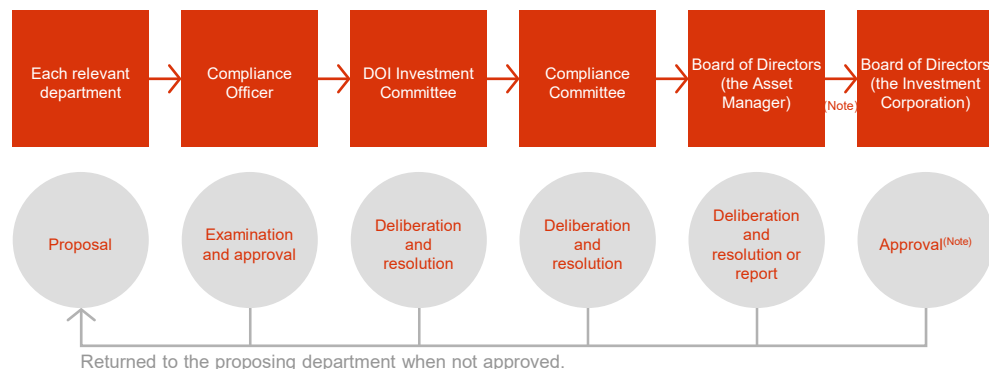 Each relevant
department
Compliance
Officer
DOI Investment
Committee
Compliance
Committee
Board of Directors
(the Asset
Manager)
(Note)
Board of Directors
(the Investment
Corporation)
Proposal
Examination
and approval
Deliberation
and
resolution
Deliberation
and
resolution
Deliberation
and
resolution or
report
Approval(Note)
Returned to the proposing department when not approved.